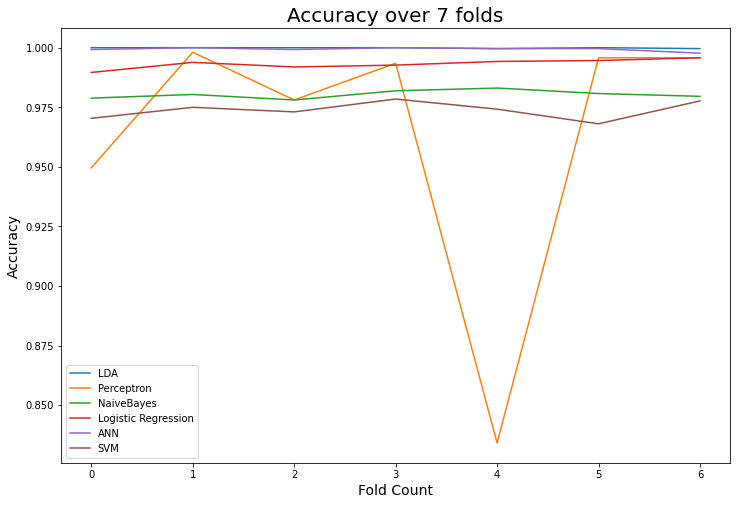 Accuracy over 7 folds
Accuracy
1.000
0.975
0.950
0.925
0.900
0.875
0.850
LDA
Perceptron
NaiveBayes
Logistic Regression
ANN
SVM
0 1 2 3 4 5 6
Fold Count